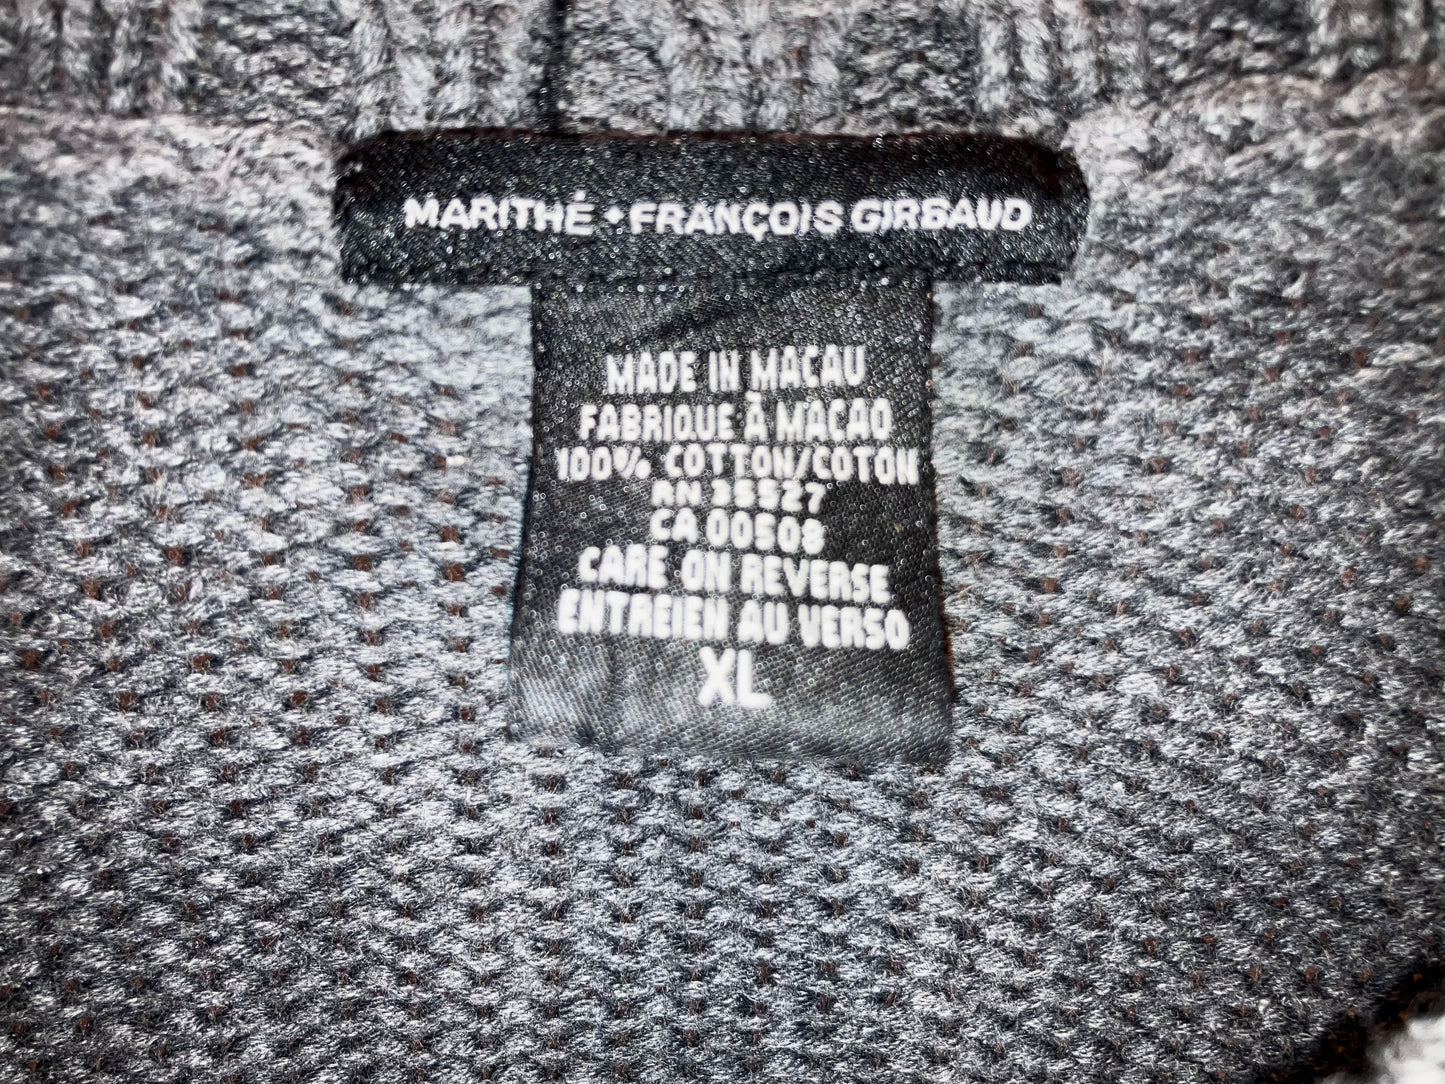 MARITHÉ + FRANÇOIS GIRBAUD
MADE IN MACAU
FABRIQUE À MACAO
100% COTTON/COTON
RN 35527
CA 00508
CARE ON REVERSE
ENTREIEN AU VERSO
XL